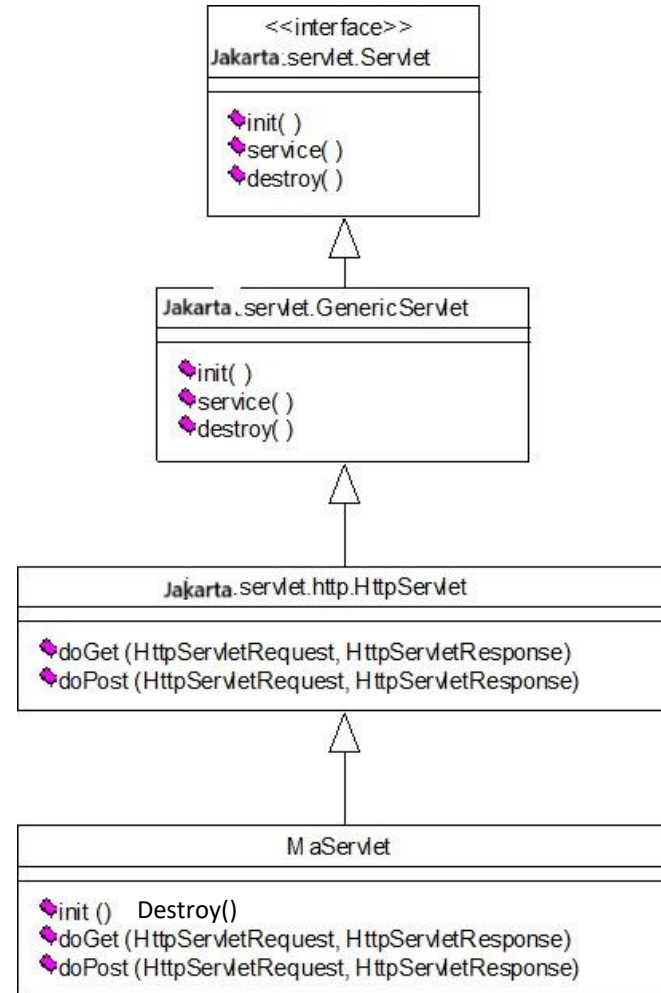 <<interface>>
Jakarta.servlet.Servlet
init( )
service( )
destroy( )
Jakarta.servlet.GenericServlet
init( )
service( )
destroy( )
Jakarta.servlet.http.HttpServlet
doGet (HttpServletRequest, HttpServletResponse)
doPost (HttpServletRequest, HttpServletResponse)
MaServlet
init () Destroy()
doGet (HttpServletRequest, HttpServletResponse)
doPost (HttpServletRequest, HttpServletResponse)